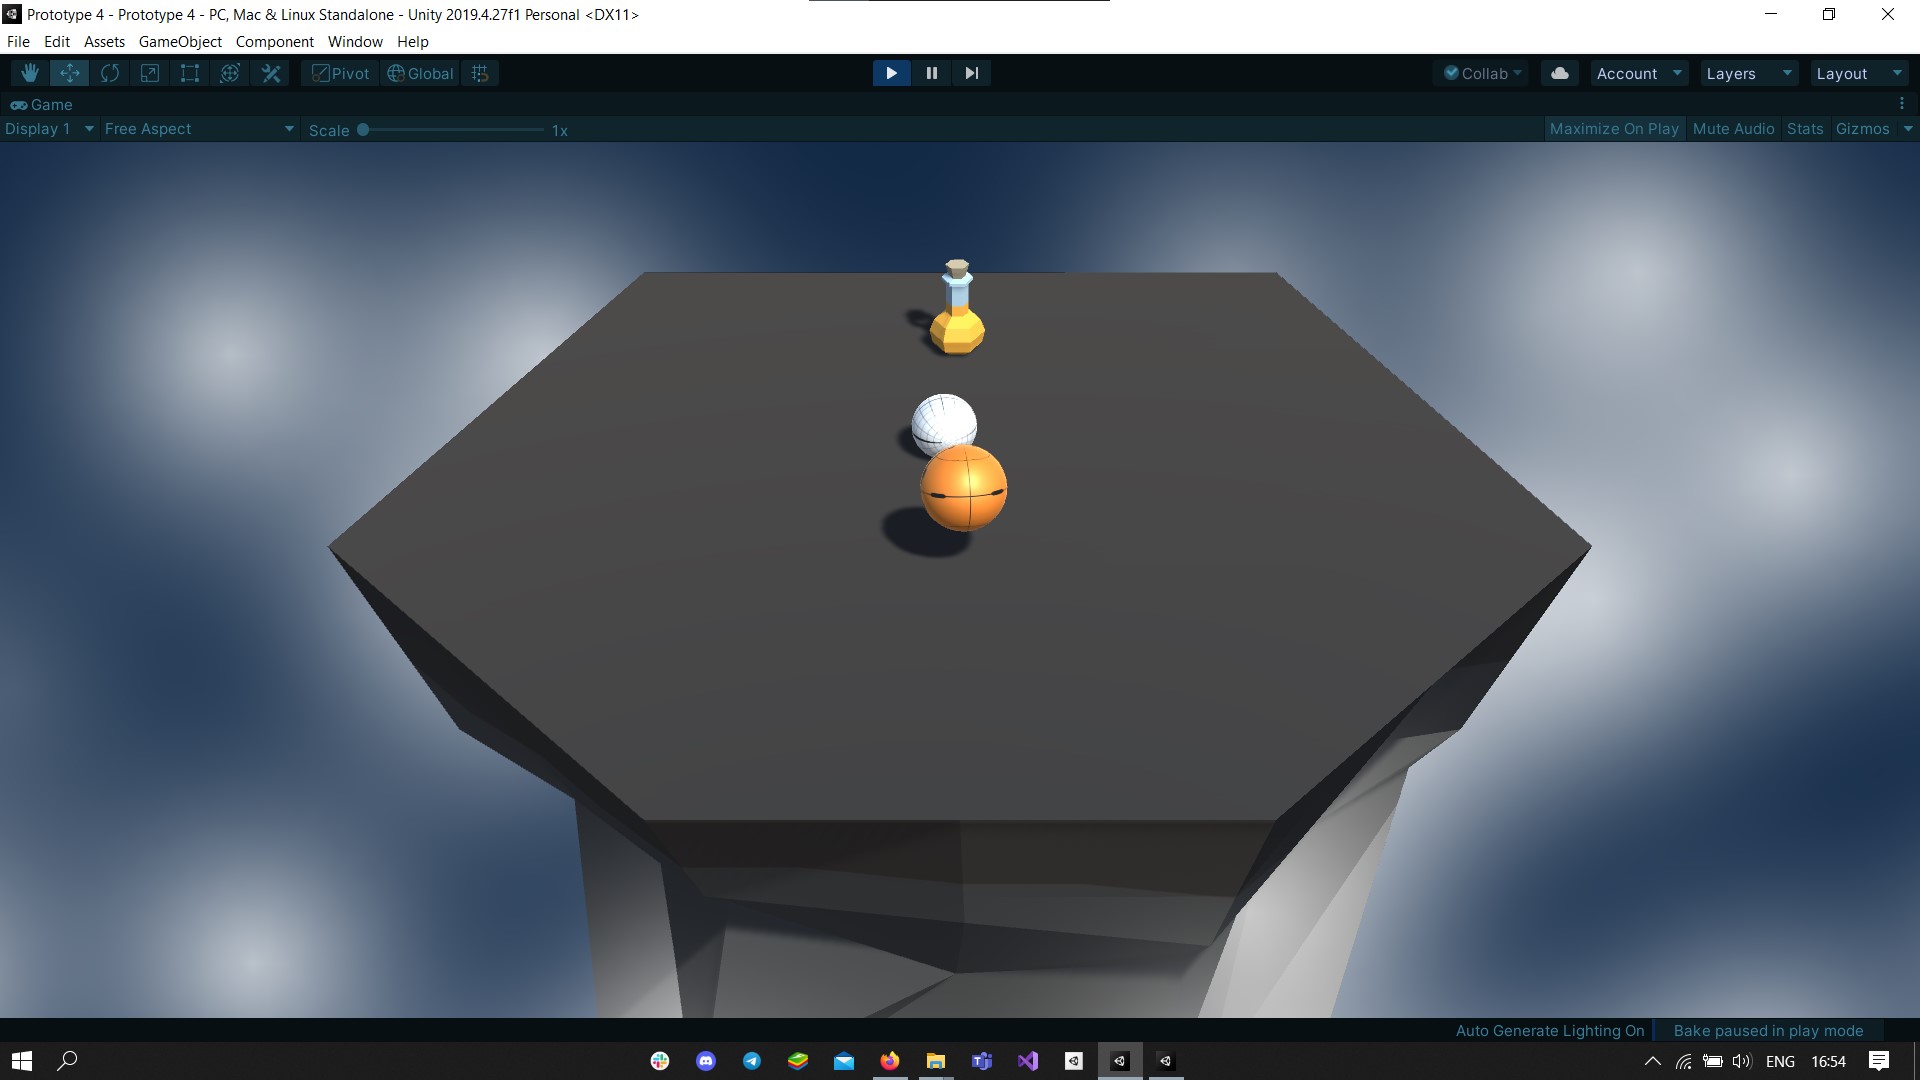 Prototype 4 - Prototype 4 - PC, Mac & Linux Standalone - Unity 2019.4.27f1 Personal <DX11>
File Edit Assets GameObject Component Window Help
Pivot Global Collab Account Layers Layout
Game
Display 1 Free Aspect Scale 1x Maximize On Play Mute Audio Stats Gizmos
Auto Generate Lighting On Bake paused in play mode
ENG 16:54